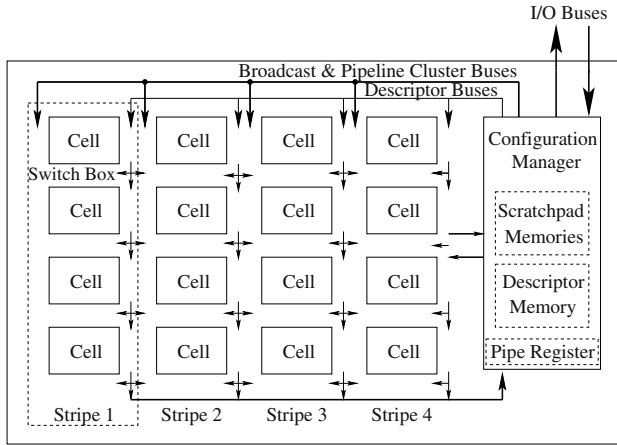 I/O Buses
Broadcast & Pipeline Cluster Buses
Descriptor Buses
Cell
Cell
Cell
Cell
Configuration
Manager
Switch Box
Cell
Cell
Cell
Cell
Scratchpad
Memories
Cell
Cell
Cell
Cell
Descriptor
Memory
Cell
Cell
Cell
Cell
Pipe Register
Stripe 1
Stripe 2
Stripe 3
Stripe 4